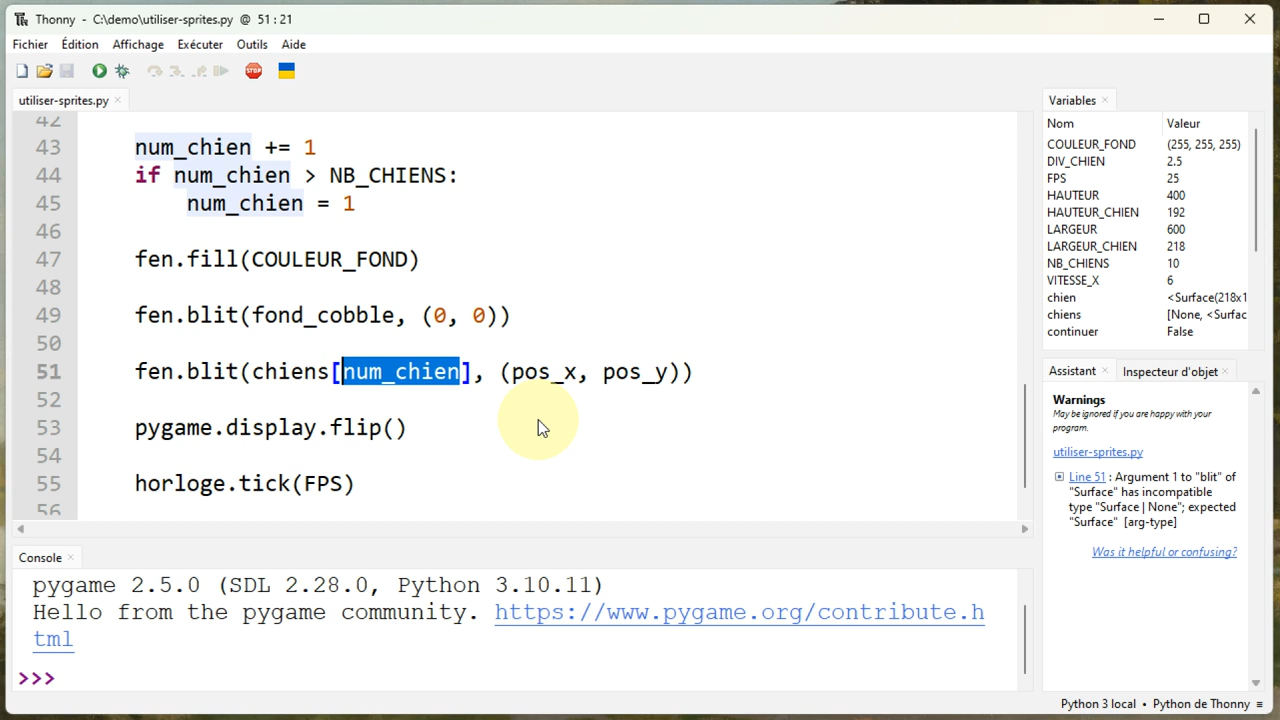 Thonny - C:\demo\utiliser-sprites.py @ 51 : 21
Fichier Édition Affichage Exécuter Outils Aide
STOP
utiliser-sprites.py ×
42
43 num_chien += 1
44 if num_chien > NB_CHIENS:
45 num_chien = 1
46
47 fen.fill(COULEUR_FOND)
48
49 fen.blit(fond_cobble, (0, 0))
50
51 fen.blit(chiens[num_chien], (pos_x, pos_y))
52
53 pygame.display.flip()
54
55 horloge.tick(FPS)
56
Console ×
pygame 2.5.0 (SDL 2.28.0, Python 3.10.11)
Hello from the pygame community. https://www.pygame.org/contribute.h
tml
>>>
Variables ×
Nom Valeur
COULEUR_FOND (255, 255, 255)
DIV_CHIEN 2.5
FPS 25
HAUTEUR 400
HAUTEUR_CHIEN 192
LARGEUR 600
LARGEUR_CHIEN 218
NB_CHIENS 10
VITESSE_X 6
chien <Surface(218x1
chiens [None, <Surfac
continuer False
Assistant × Inspecteur d'objet ×
Warnings
May be ignored if you are happy with your
program.
utiliser-sprites.py
Line 51 : Argument 1 to "blit" of
"Surface" has incompatible
type "Surface | None"; expected
"Surface" [arg-type]
Was it helpful or confusing?
Python 3 local • Python de Thonny ≡